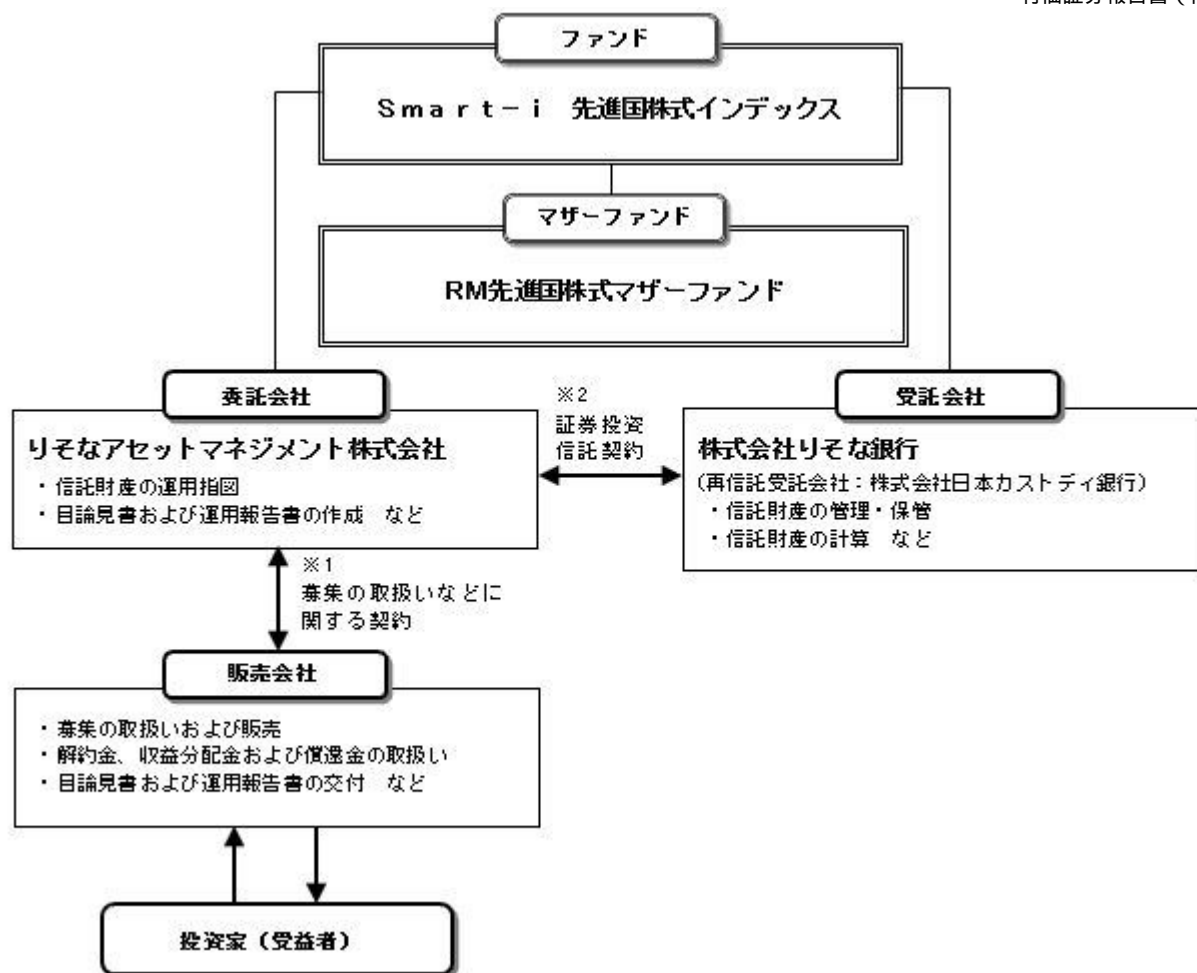 ファンド
Smart-i 先進国株式インデックス
マザーファンド
RM先進国株式マザーファンド
委託会社
りそなアセットマネジメント株式会社
・信託財産の運用指図
・目論見書および運用報告書の作成 など
※2
証券投資
信託契約
受託会社
株式会社りそな銀行
(再信託受託会社：株式会社日本カストディ銀行)
・信託財産の管理・保管
・信託財産の計算 など
※1
募集の取扱いなどに
関する契約
販売会社
・募集の取扱いおよび販売
・解約金、収益分配金および償還金の取扱い
・目論見書および運用報告書の交付 など
投資家（受益者）